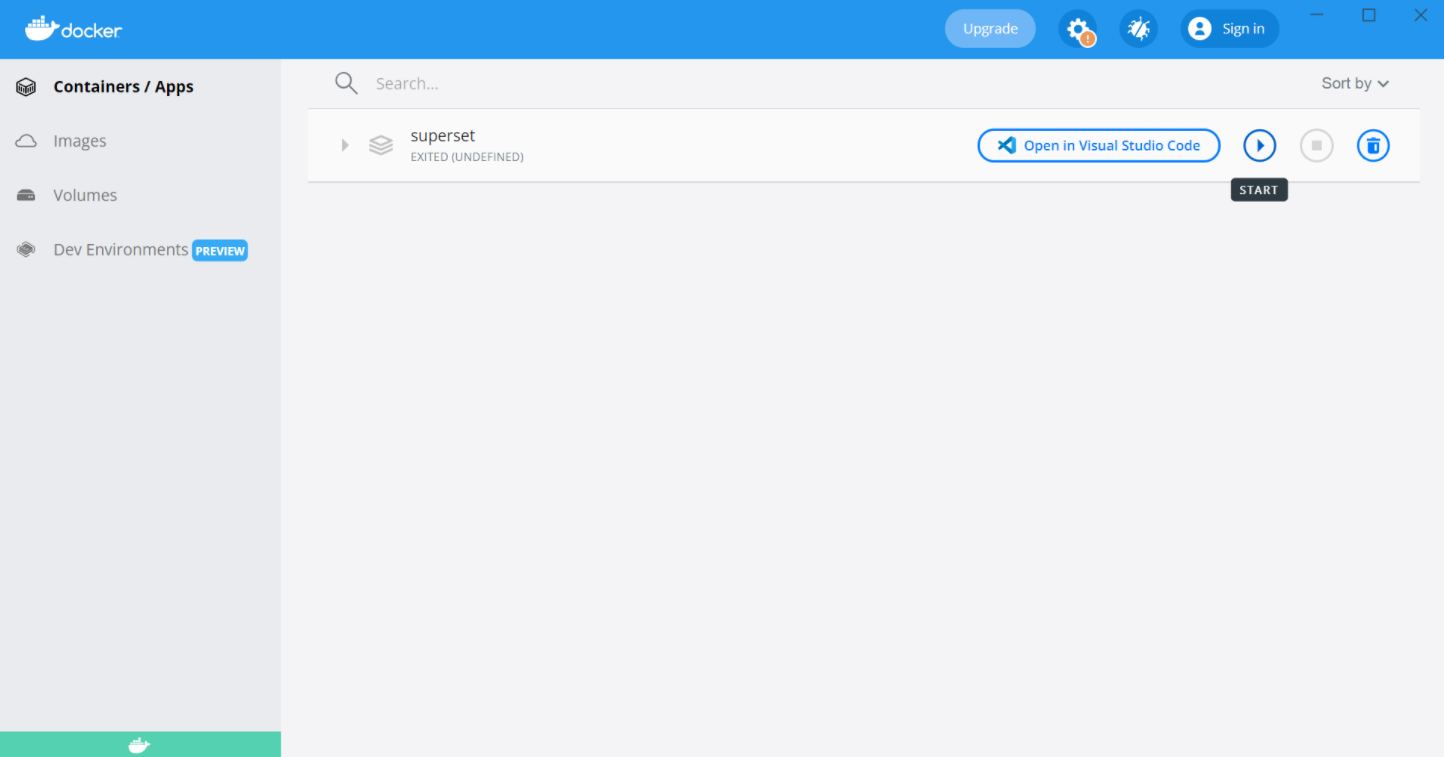 docker
Upgrade
!
Sign in
Containers / Apps
Images
Volumes
Dev Environments PREVIEW
Search...
Sort by
superset
EXITED (UNDEFINED)
Open in Visual Studio Code
START